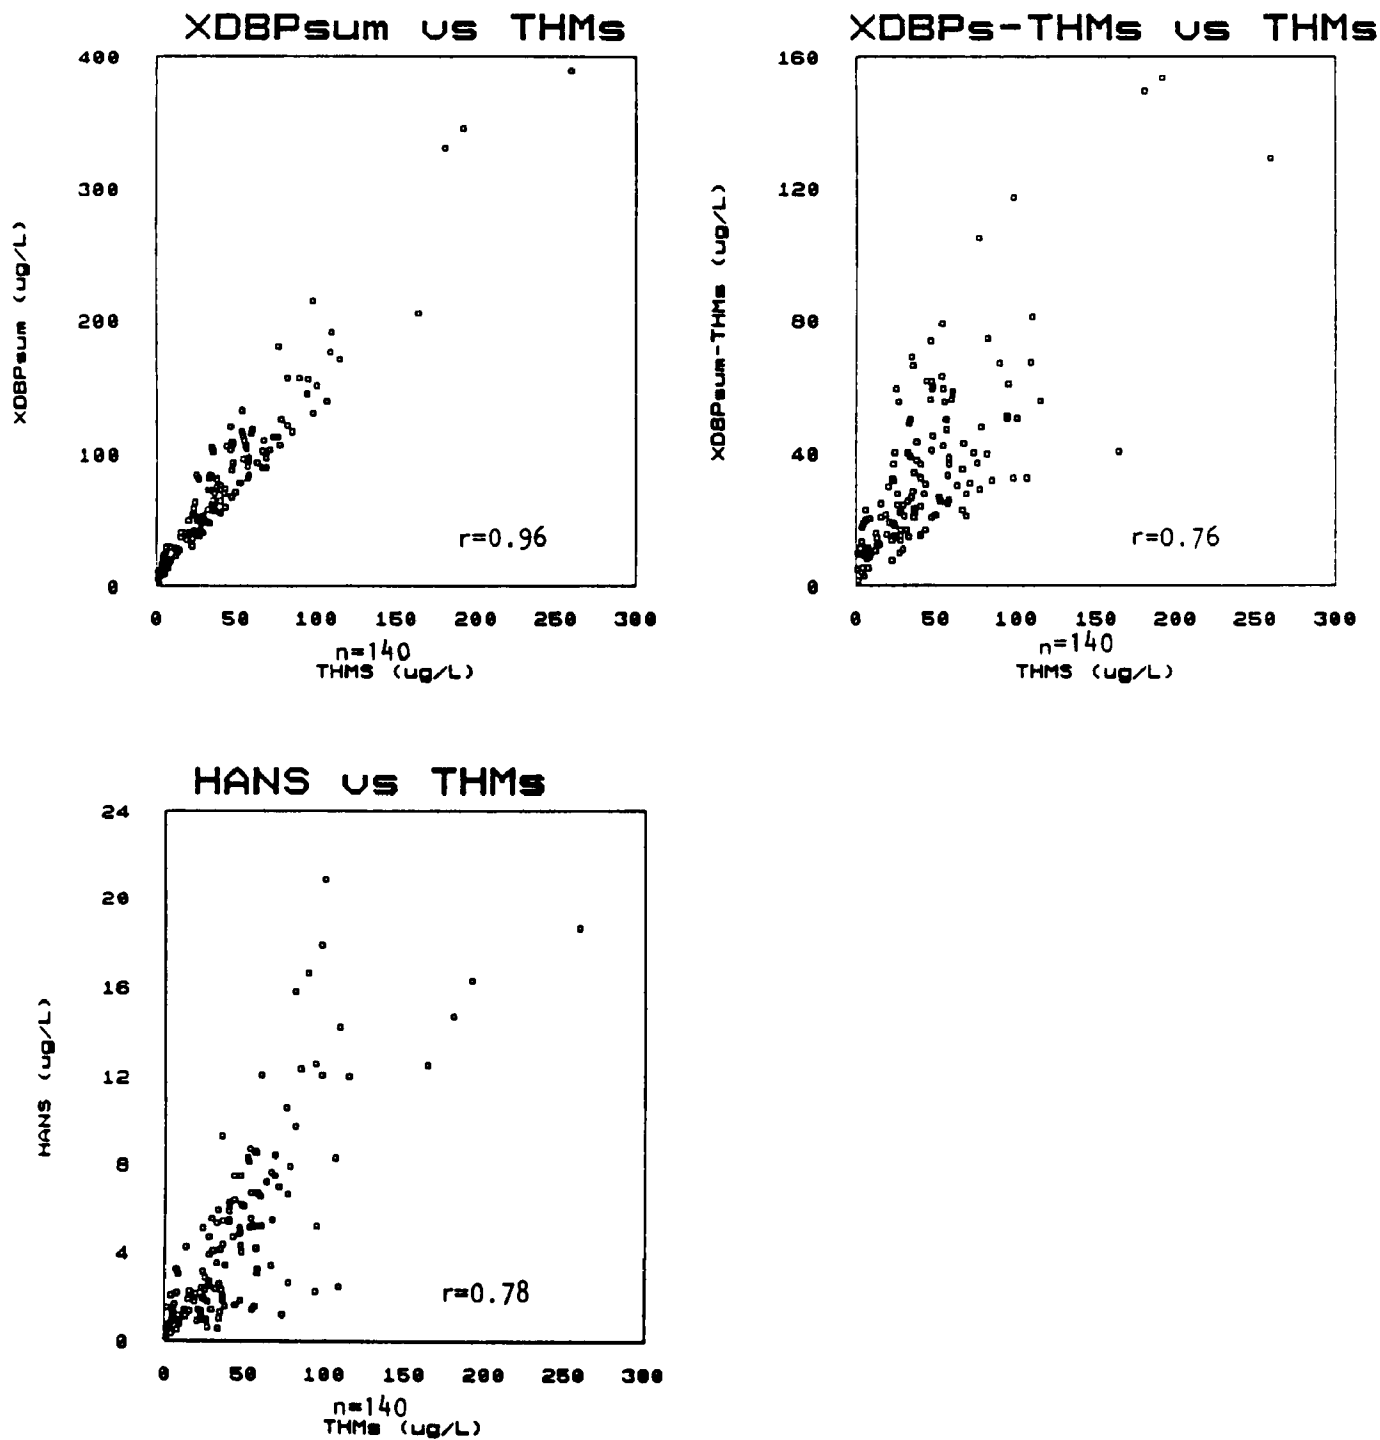 XDBPsum vs THMs
400
300
200
100
0
XDBPsum (ug/L)
r=0.96
0 50 100 150 200 250 300
n=140
THMS (ug/L)
XDBPs-THMs vs THMs
160
120
80
40
0
XDBPsum-THMs (ug/L)
r=0.76
0 50 100 150 200 250 300
n=140
THMS (ug/L)
HANS vs THMs
24
20
16
12
8
4
0
HANS (ug/L)
r=0.78
0 50 100 150 200 250 300
n=140
THMs (ug/L)